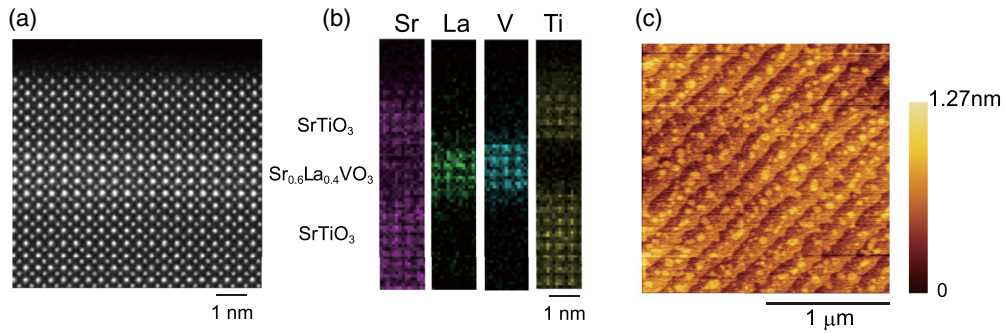 (a)
(b)
Sr La V Ti
(c)
SrTiO₃
Sr₀.₆La₀.₄VO₃
SrTiO₃
1.27nm
0
1 nm
1 nm
1 μm